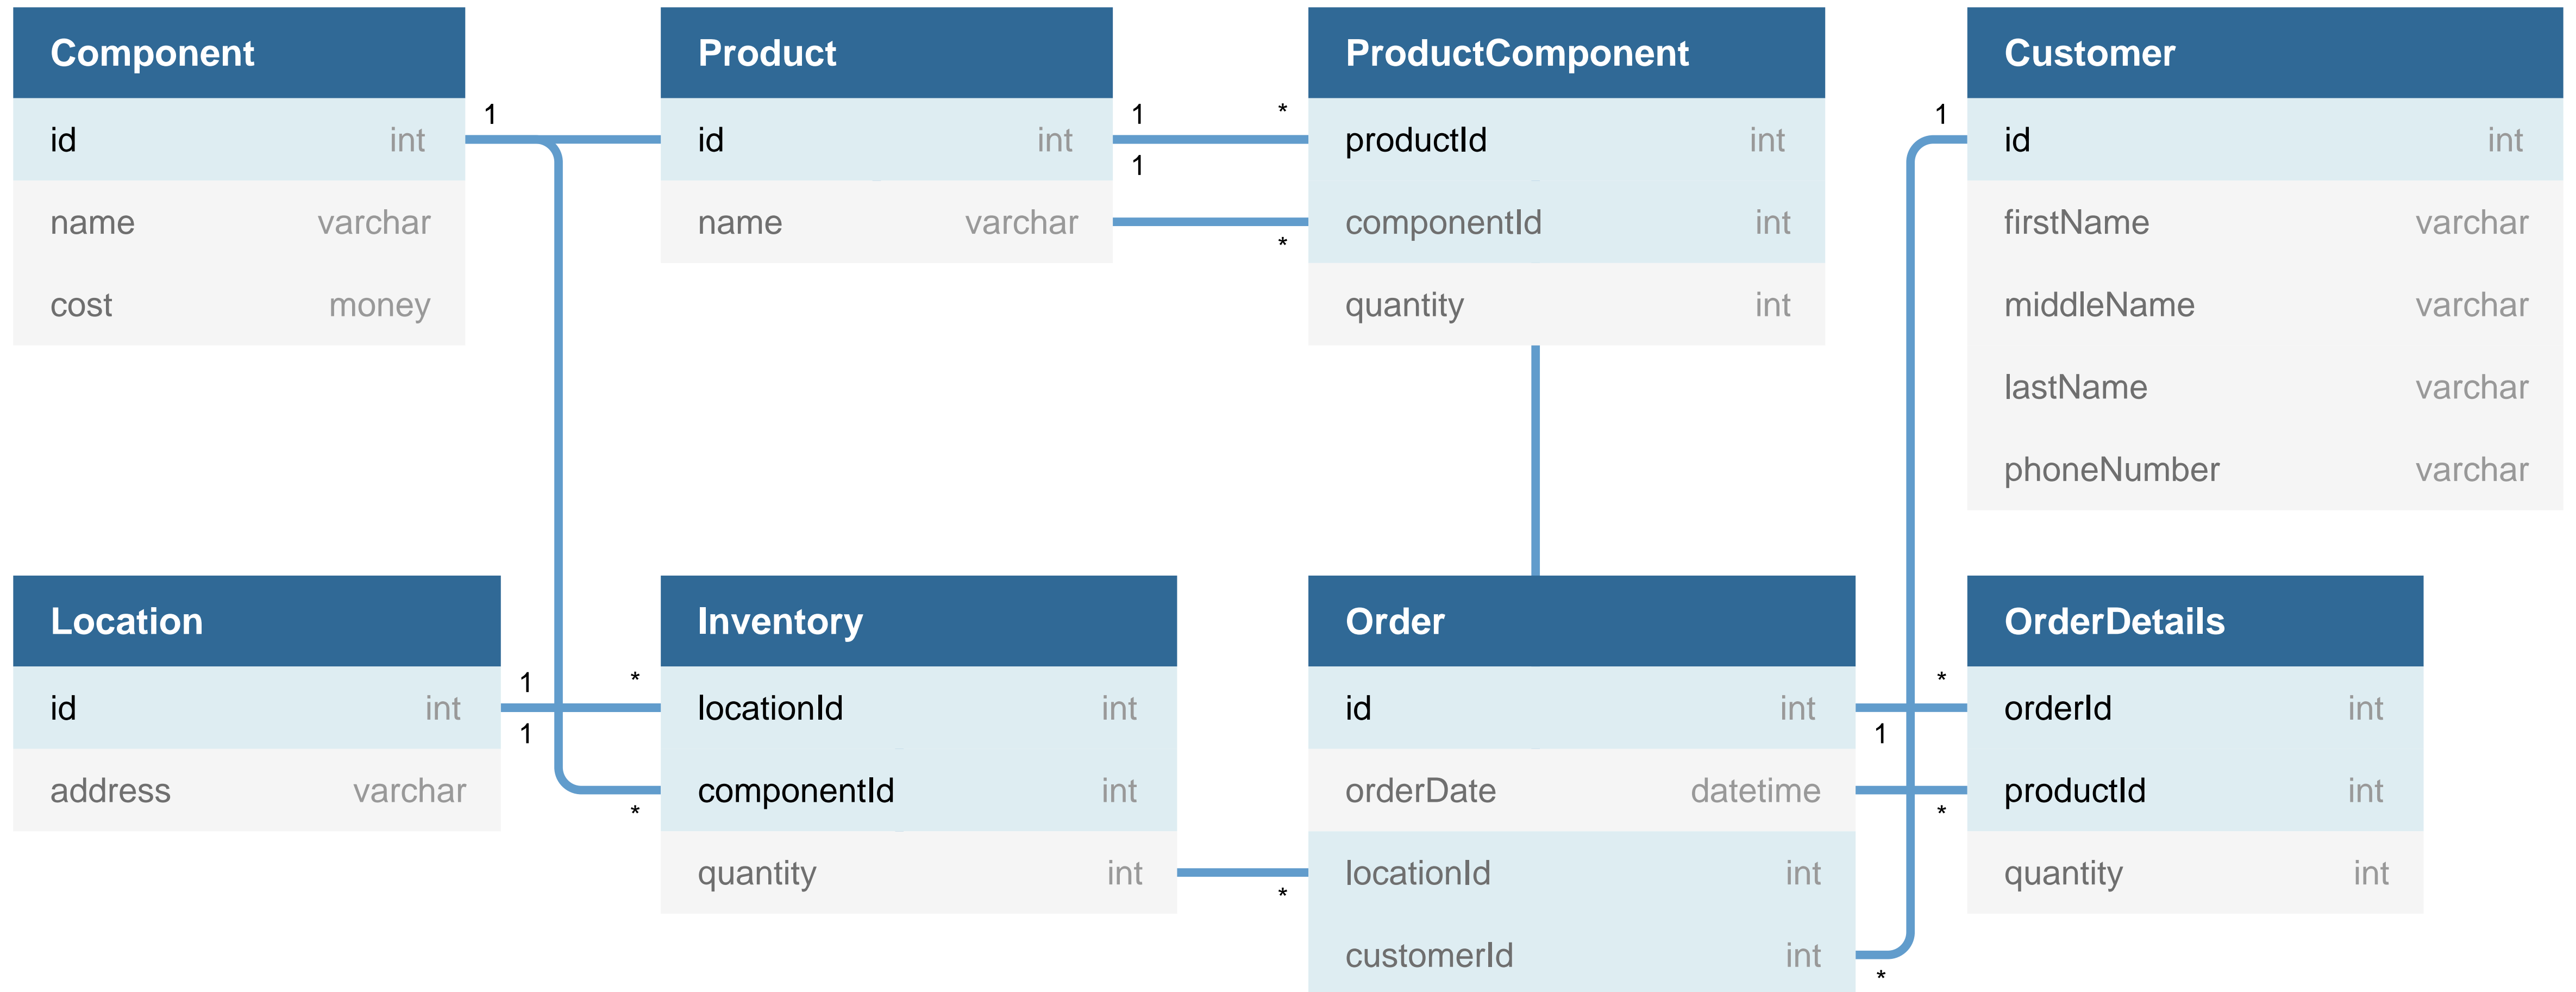 Component
id int
name varchar
cost money
1
Product
id int
name varchar
1
1
*
*
ProductComponent
productId int
componentId int
quantity int
1
Customer
id int
firstName varchar
middleName varchar
lastName varchar
phoneNumber varchar
Location
id int
address varchar
1
1
*
*
Inventory
locationId int
componentId int
quantity int
*
Order
id int
orderDate datetime
locationId int
customerId int
1
*
*
*
OrderDetails
orderId int
productId int
quantity int